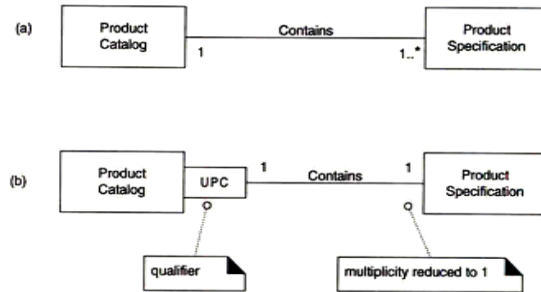 (a)
Product
Catalog
Contains
1
1..*
Product
Specification
(b)
Product
Catalog
UPC
1
Contains
1
Product
Specification
qualifier
multiplicity reduced to 1